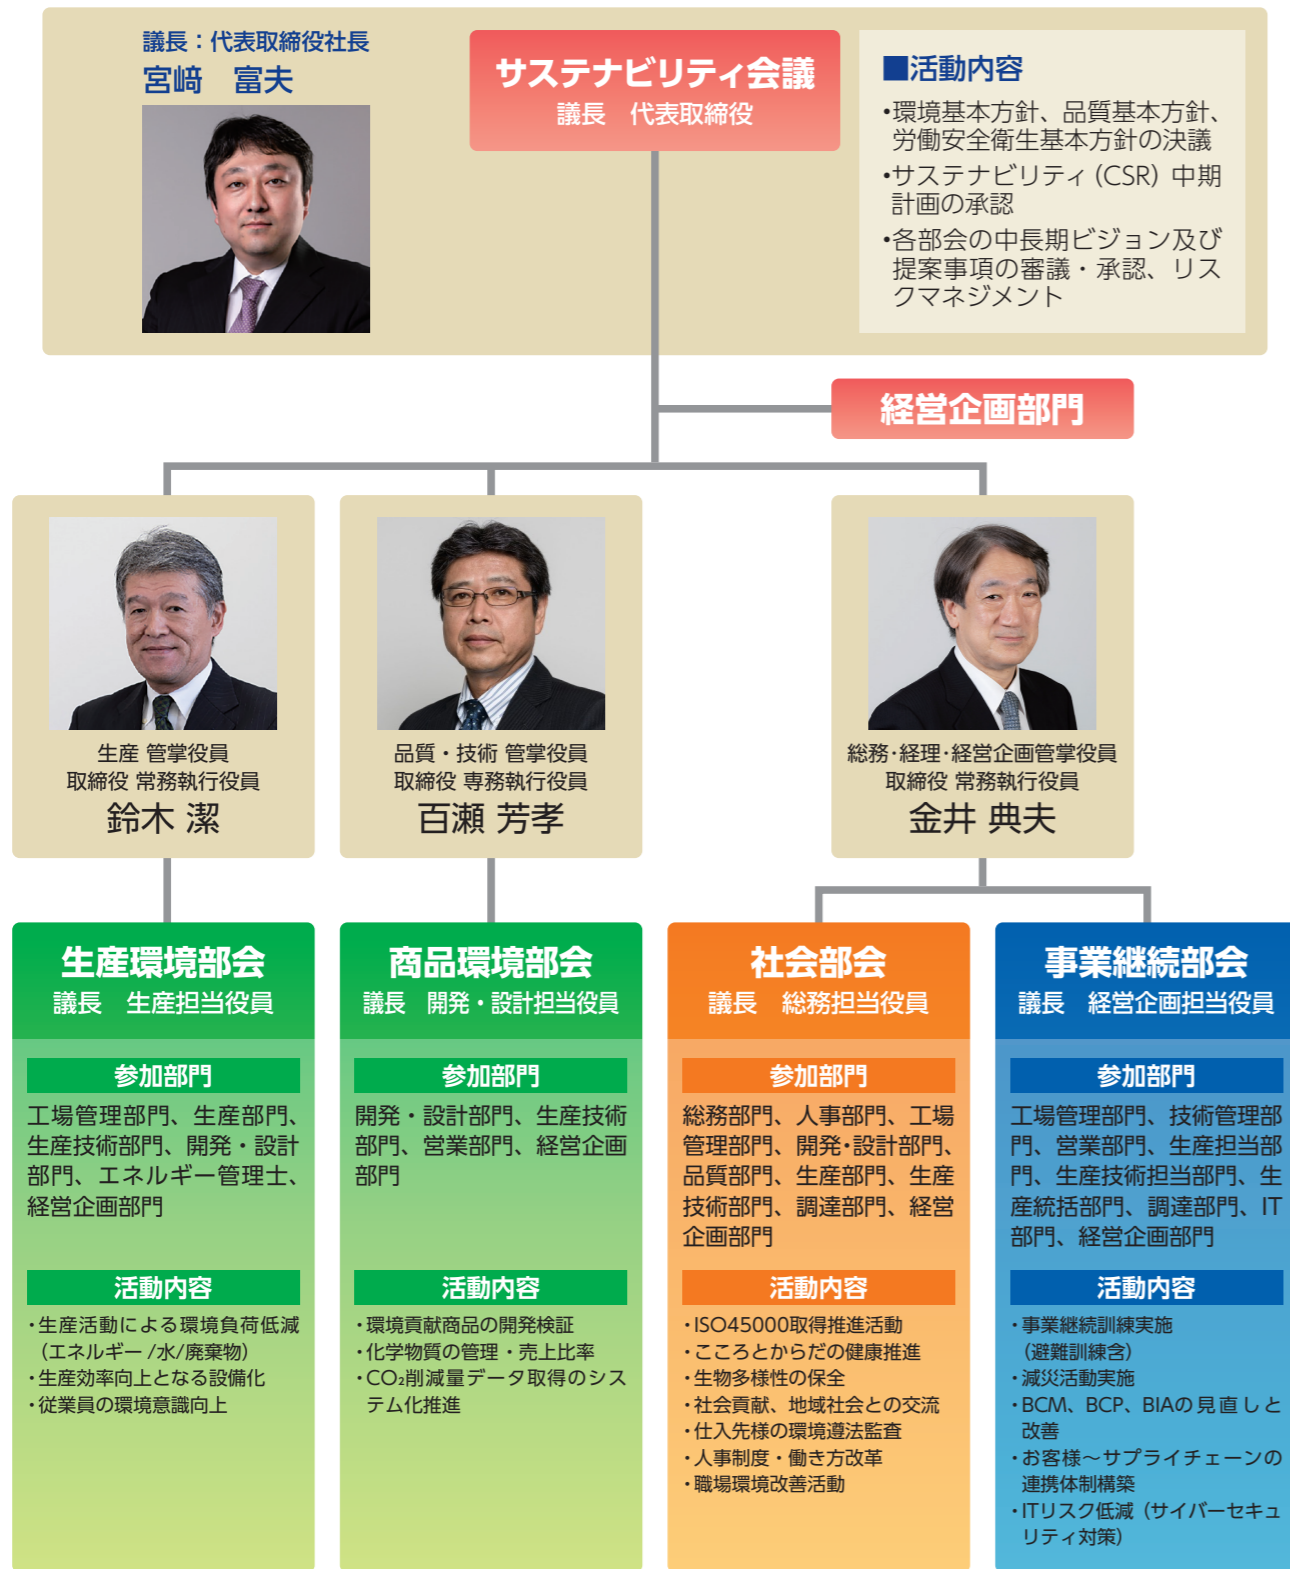 議長：代表取締役社長
宮﨑　富夫
サステナビリティ会議
議長　代表取締役
■活動内容
・環境基本方針、品質基本方針、
労働安全衛生基本方針の決議
・サステナビリティ（CSR）中期
計画の承認
・各部会の中長期ビジョン及び
提案事項の審議・承認、リス
クマネジメント
経営企画部門
生産 管掌役員
取締役 常務執行役員
鈴木 潔
品質・技術 管掌役員
取締役 専務執行役員
百瀬 芳孝
総務・経理・経営企画管掌役員
取締役 常務執行役員
金井 典夫
生産環境部会
議長　生産担当役員
参加部門
工場管理部門、生産部門、
生産技術部門、開発・設計
部門、エネルギー管理士、
経営企画部門
活動内容
・生産活動による環境負荷低減
（エネルギー /水/廃棄物）
・生産効率向上となる設備化
・従業員の環境意識向上
商品環境部会
議長　開発・設計担当役員
参加部門
開発・設計部門、生産技術
部門、営業部門、経営企画
部門
活動内容
・環境貢献商品の開発検証
・化学物質の管理・売上比率
・CO₂削減量データ取得のシス
テム化推進
社会部会
議長　総務担当役員
参加部門
総務部門、人事部門、工場
管理部門、開発・設計部門、
品質部門、生産部門、生産
技術部門、調達部門、経営
企画部門
活動内容
・ISO45000取得推進活動
・こころとからだの健康推進
・生物多様性の保全
・社会貢献、地域社会との交流
・仕入先様の環境遵法監査
・人事制度・働き方改革
・職場環境改善活動
事業継続部会
議長　経営企画担当役員
参加部門
工場管理部門、技術管理部
門、営業部門、生産担当部
門、生産技術担当部門、生
産統括部門、調達部門、IT
部門、経営企画部門
活動内容
・事業継続訓練実施
（避難訓練含）
・減災活動実施
・BCM、BCP、BIAの見直しと
改善
・お客様～サプライチェーンの
連携体制構築
・ITリスク低減（サイバーセキュ
リティ対策）